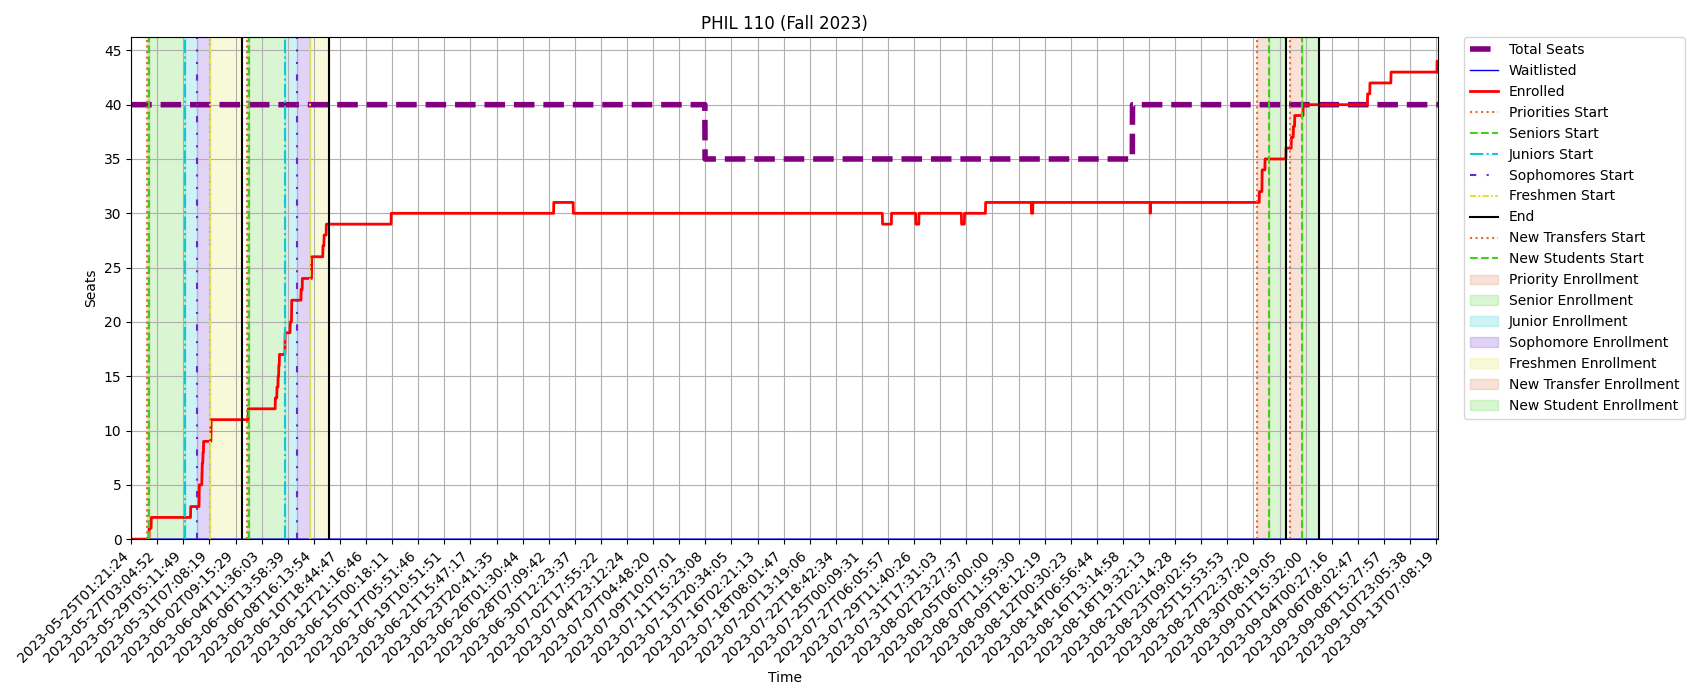 PHIL 110 (Fall 2023)
Seats
45
40
35
30
25
20
15
10
5
0
2023-05-25T01:21:24
2023-05-27T03:04:52
2023-05-29T05:11:49
2023-05-31T07:08:19
2023-06-02T09:15:29
2023-06-04T11:36:03
2023-06-06T13:58:39
2023-06-08T16:13:54
2023-06-10T18:44:47
2023-06-12T21:16:46
2023-06-15T00:18:11
2023-06-17T05:51:46
2023-06-19T10:51:51
2023-06-21T15:47:17
2023-06-23T20:41:35
2023-06-26T01:30:44
2023-06-28T07:09:42
2023-06-30T12:23:37
2023-07-02T17:55:22
2023-07-04T23:12:24
2023-07-07T04:48:20
2023-07-09T10:07:01
2023-07-11T15:23:08
2023-07-13T20:34:05
2023-07-16T02:21:13
2023-07-18T08:01:47
2023-07-20T13:19:06
2023-07-22T18:42:34
2023-07-25T00:09:31
2023-07-27T06:05:57
2023-07-29T11:40:26
2023-07-31T17:31:03
2023-08-02T23:27:37
2023-08-05T06:00:00
2023-08-07T11:59:30
2023-08-09T18:12:19
2023-08-12T00:30:23
2023-08-14T06:56:44
2023-08-16T13:14:58
2023-08-18T19:32:13
2023-08-21T02:14:28
2023-08-23T09:02:55
2023-08-25T15:53:53
2023-08-27T22:37:20
2023-08-30T08:19:05
2023-09-01T15:32:00
2023-09-04T00:27:16
2023-09-06T08:02:47
2023-09-08T15:27:57
2023-09-10T23:05:38
2023-09-13T07:08:19
Time
Total Seats
Waitlisted
Enrolled
Priorities Start
Seniors Start
Juniors Start
Sophomores Start
Freshmen Start
End
New Transfers Start
New Students Start
Priority Enrollment
Senior Enrollment
Junior Enrollment
Sophomore Enrollment
Freshmen Enrollment
New Transfer Enrollment
New Student Enrollment